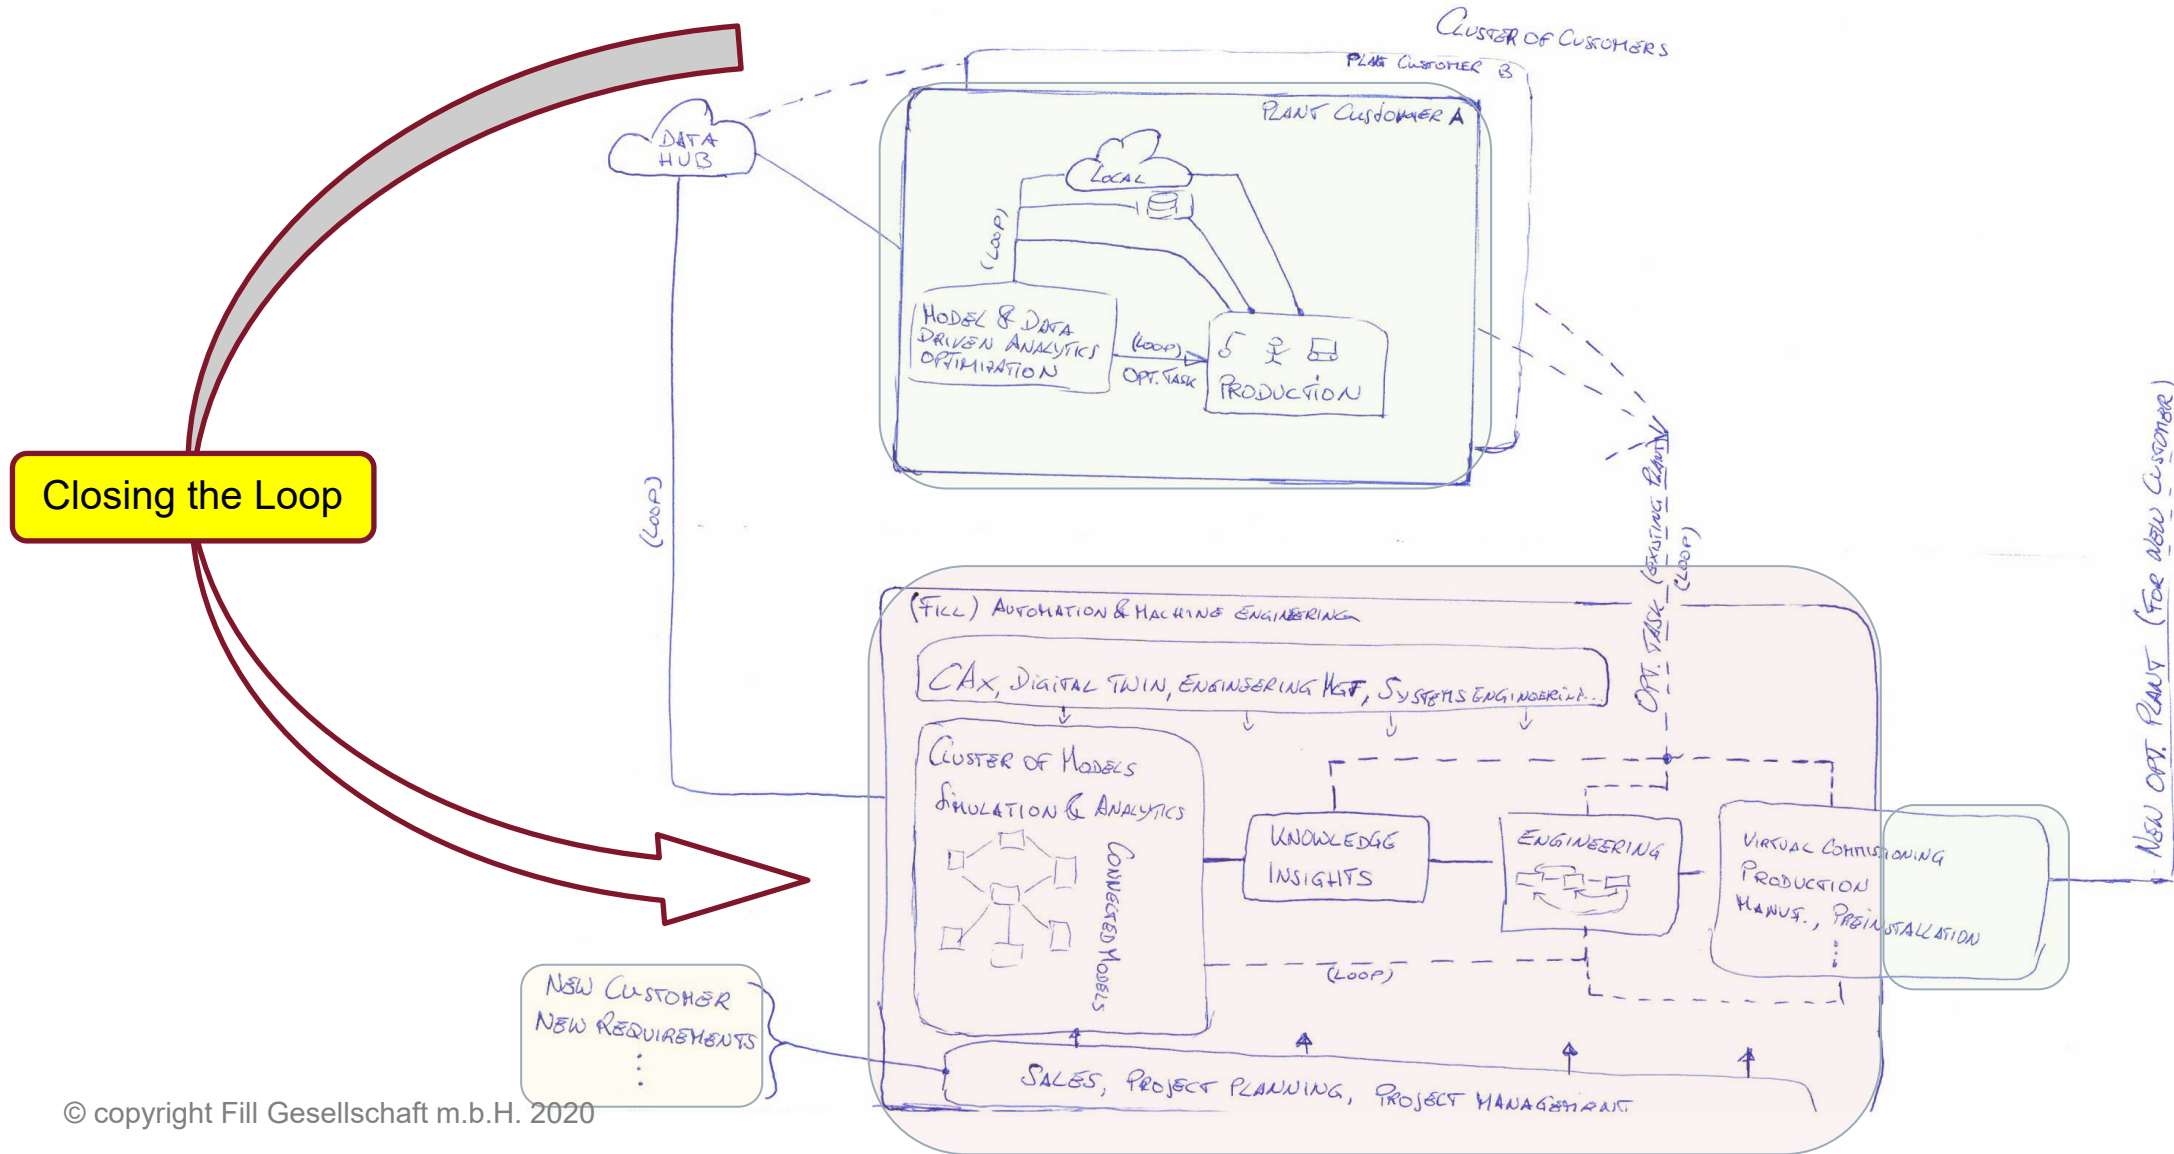 CLUSTER OF CUSTOMERS
PLANT CUSTOMER B
PLANT CUSTOMER A
DATA
HUB
LOCAL
(LOOP)
MODEL & DATA
DRIVEN ANALYTICS
OPTIMIZATION
(LOOP)
OPT. TASK
PRODUCTION
Closing the Loop
(LOOP)
OPT. TASK (EXISTING PLANT)
(LOOP)
NEW OPT. PLANT (FOR NEW CUSTOMER)
(FILL) AUTOMATION & MACHINE ENGINEERING
CAx, DIGITAL TWIN, ENGINEERING MGT, SYSTEMS ENGINEERING...
CLUSTER OF MODELS
SIMULATION & ANALYTICS
CONNECTED MODELS
KNOWLEDGE
INSIGHTS
ENGINEERING
VIRTUAL COMMISSIONING
PRODUCTION
MANUF., PREINSTALLATION
(LOOP)
NEW CUSTOMER
NEW REQUIREMENTS
SALES, PROJECT PLANNING, PROJECT MANAGEMENT
© copyright Fill Gesellschaft m.b.H. 2020